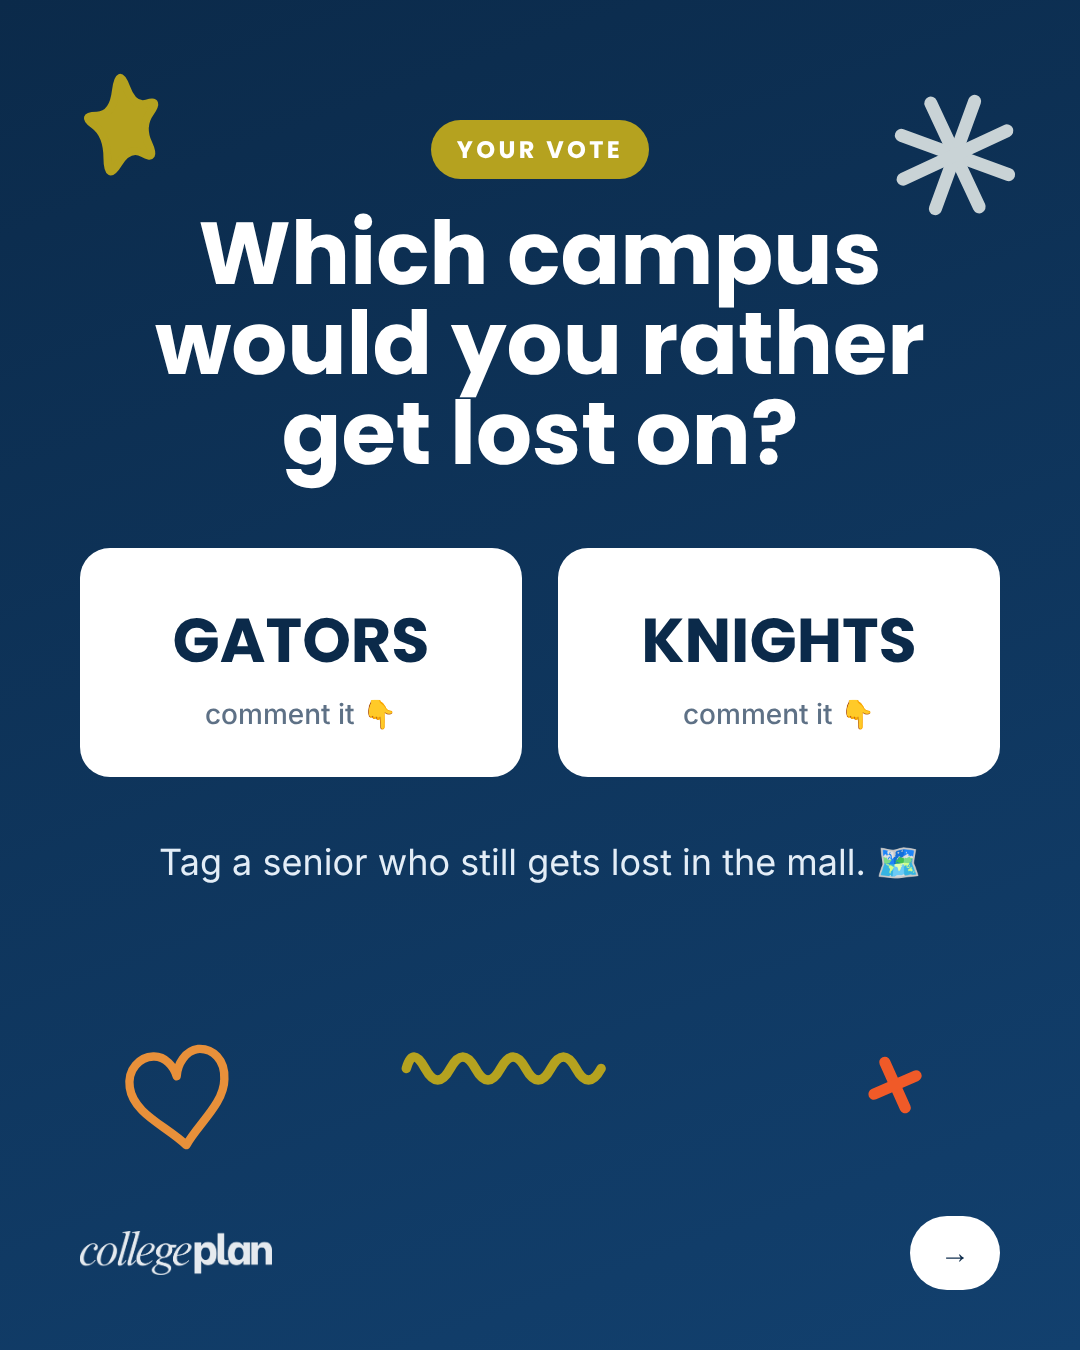 YOUR VOTE
Which campus
would you rather
get lost on?
GATORS
comment it 👇
KNIGHTS
comment it 👇
Tag a senior who still gets lost in the mall. 🗺️
collegeplan
→